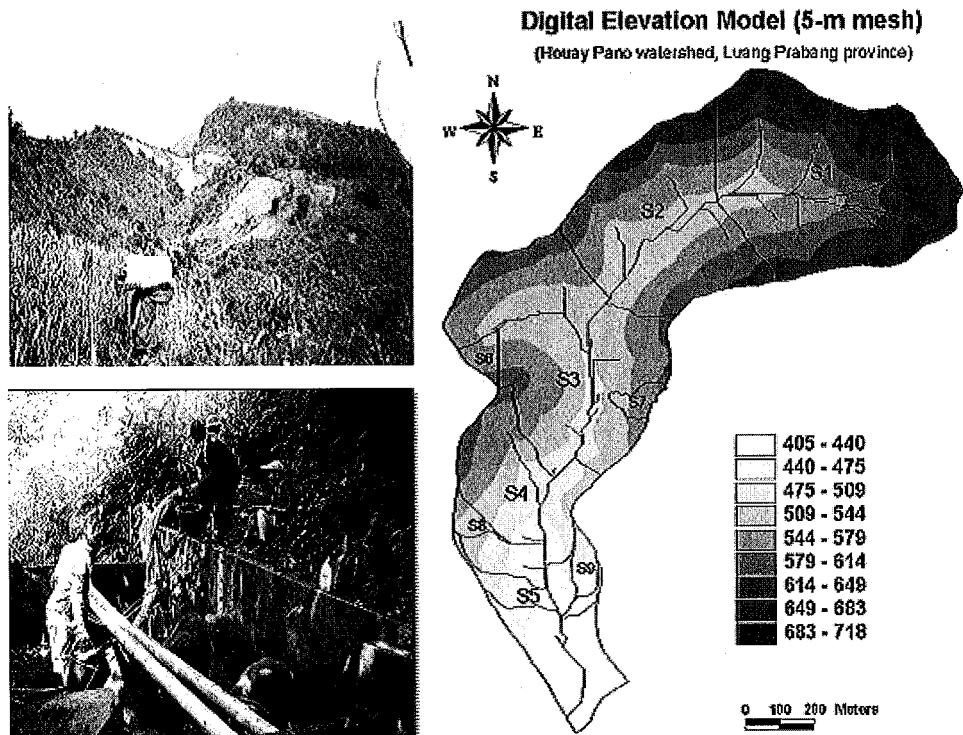 Digital Elevation Model (5-m mesh)
(Houay Pano watershed, Luang Prabang province)
N
W E
S
S1
S2
S6
S3
S7
S4
S8
S9
S5
405 - 440
440 - 475
475 - 509
509 - 544
544 - 579
579 - 614
614 - 649
649 - 683
683 - 718
0 100 200 Meters